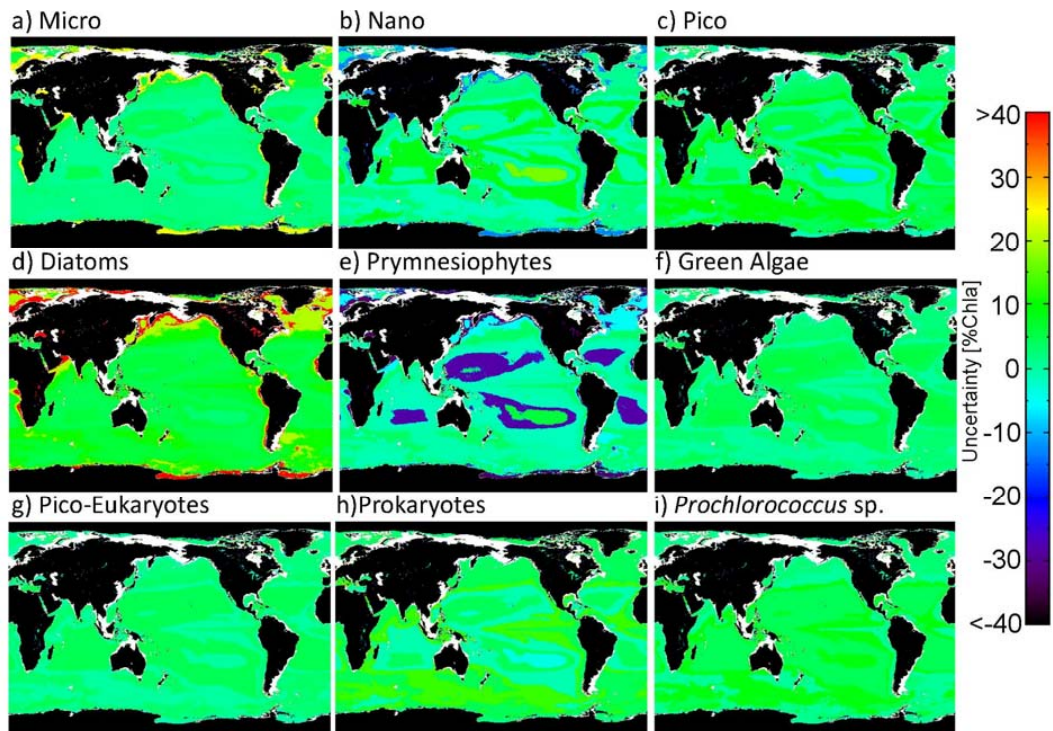 a) Micro
b) Nano
c) Pico
d) Diatoms
e) Prymnesiophytes
f) Green Algae
g) Pico-Eukaryotes
h)Prokaryotes
i) Prochlorococcus sp.
>40
30
20
10
0
-10
-20
-30
<-40
Uncertainty [%Chla]